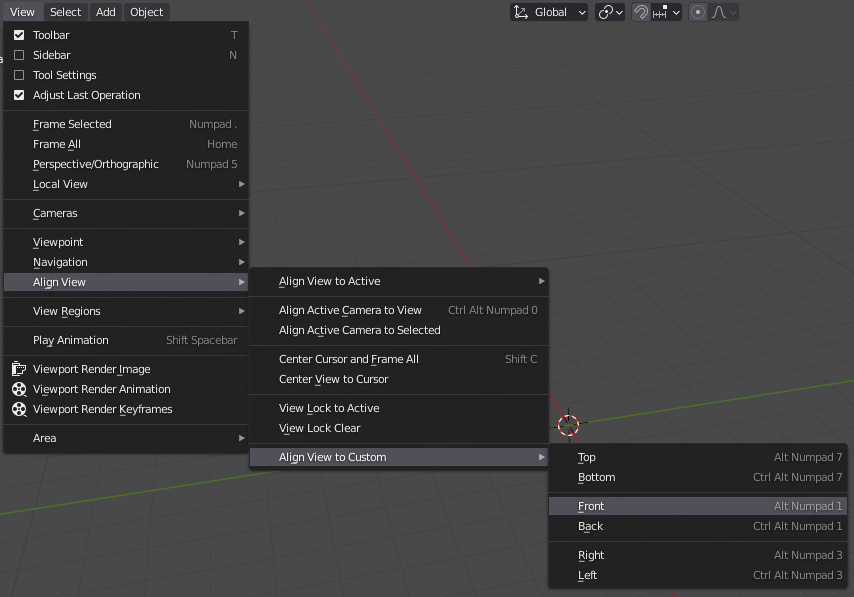 View Select Add Object Global
Toolbar T
Sidebar N
Tool Settings
Adjust Last Operation
Frame Selected Numpad .
Frame All Home
Perspective/Orthographic Numpad 5
Local View
Cameras
Viewpoint
Navigation
Align View
View Regions
Play Animation Shift Spacebar
Viewport Render Image
Viewport Render Animation
Viewport Render Keyframes
Area
Align View to Active
Align Active Camera to View Ctrl Alt Numpad 0
Align Active Camera to Selected
Center Cursor and Frame All Shift C
Center View to Cursor
View Lock to Active
View Lock Clear
Align View to Custom
Top Alt Numpad 7
Bottom Ctrl Alt Numpad 7
Front Alt Numpad 1
Back Ctrl Alt Numpad 1
Right Alt Numpad 3
Left Ctrl Alt Numpad 3